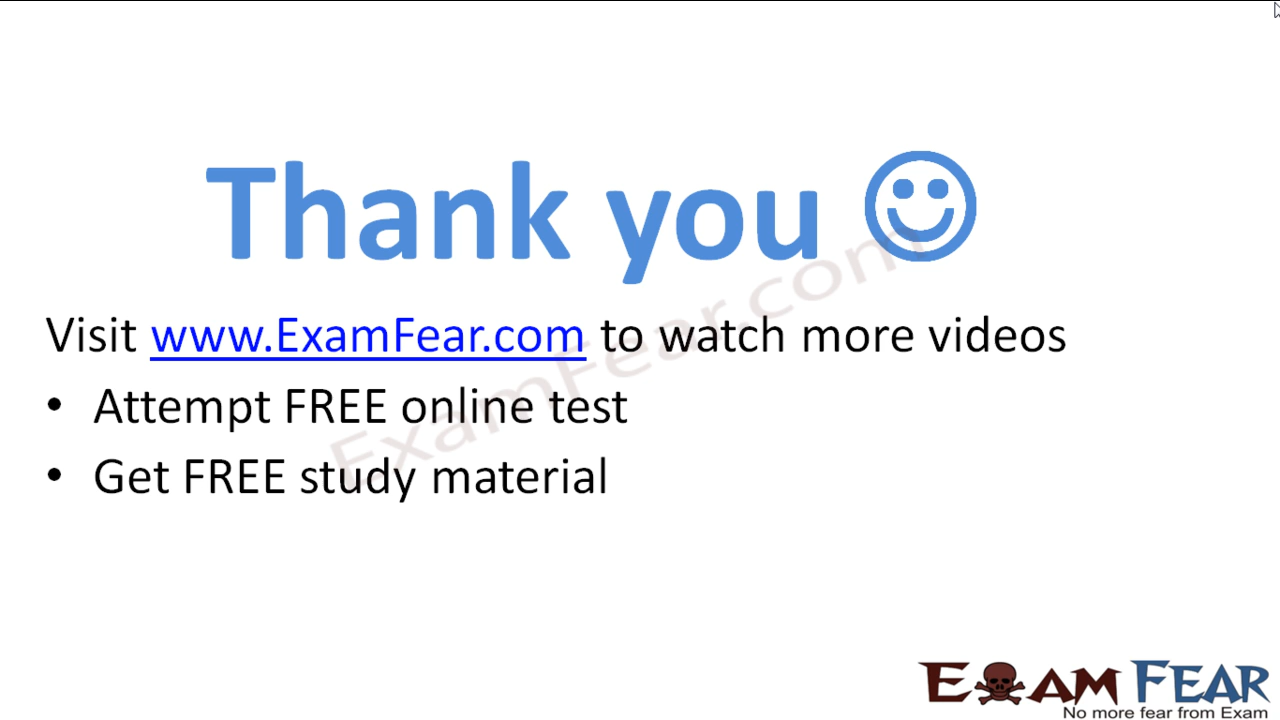 Thank you
Visit www.ExamFear.com to watch more videos
• Attempt FREE online test
• Get FREE study material
ExamFear.com
EXAM FEAR
No more fear from Exam